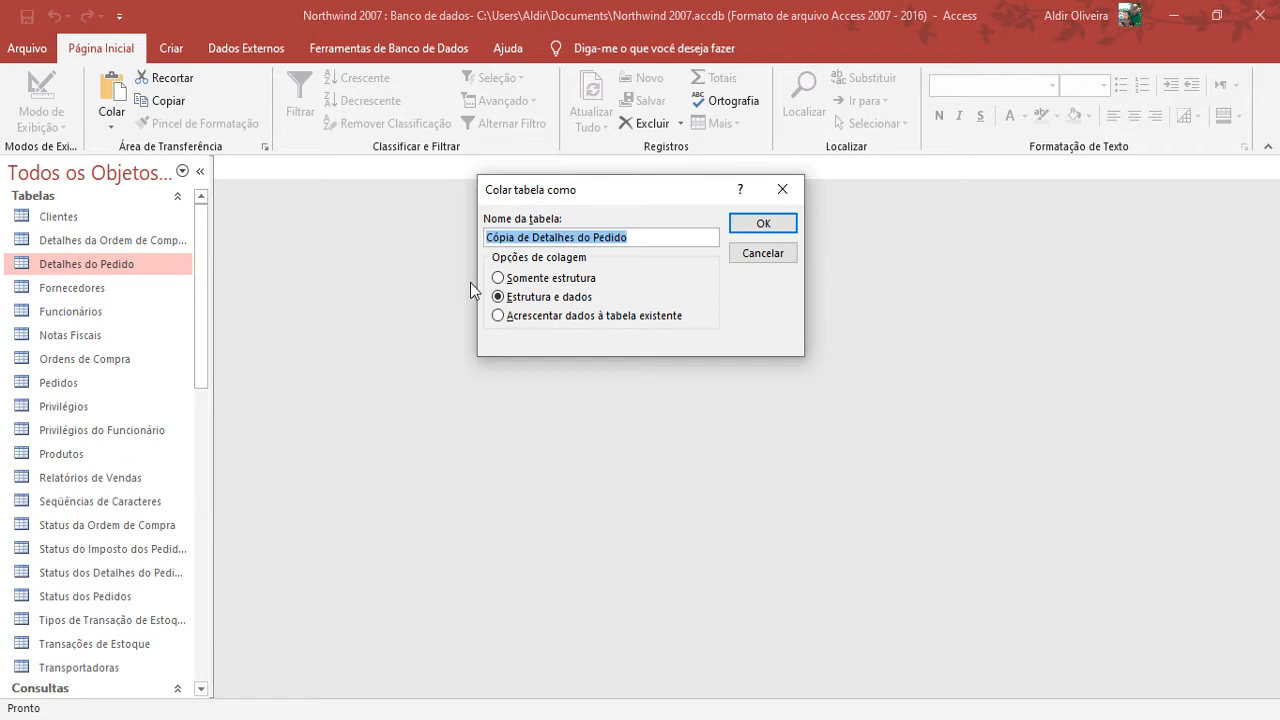 Northwind 2007 : Banco de dados- C:\Users\Aldir\Documents\Northwind 2007.accdb (Formato de arquivo Access 2007 - 2016) - Access
Aldir Oliveira
Arquivo
Página Inicial
Criar
Dados Externos
Ferramentas de Banco de Dados
Ajuda
Diga-me o que você deseja fazer
Modo de
Exibição
Modos de Exi...
Colar
Recortar
Copiar
Pincel de Formatação
Área de Transferência
Filtrar
Crescente
Decrescente
Remover Classificação
Seleção
Avançado
Alternar Filtro
Classificar e Filtrar
Atualizar
Tudo
Novo
Salvar
Excluir
Totais
Ortografia
Mais
Registros
Localizar
Substituir
Ir para
Selecionar
Localizar
N I S A
Formatação de Texto
Todos os Objetos...
Tabelas
Clientes
Detalhes da Ordem de Comp...
Detalhes do Pedido
Fornecedores
Funcionários
Notas Fiscais
Ordens de Compra
Pedidos
Privilégios
Privilégios do Funcionário
Produtos
Relatórios de Vendas
Seqüências de Caracteres
Status da Ordem de Compra
Status do Imposto dos Pedid...
Status dos Detalhes do Pedi...
Status dos Pedidos
Tipos de Transação de Estoq...
Transações de Estoque
Transportadoras
Consultas
Colar tabela como
?
Nome da tabela:
Cópia de Detalhes do Pedido
Opções de colagem
Somente estrutura
Estrutura e dados
Acrescentar dados à tabela existente
OK
Cancelar
Pronto